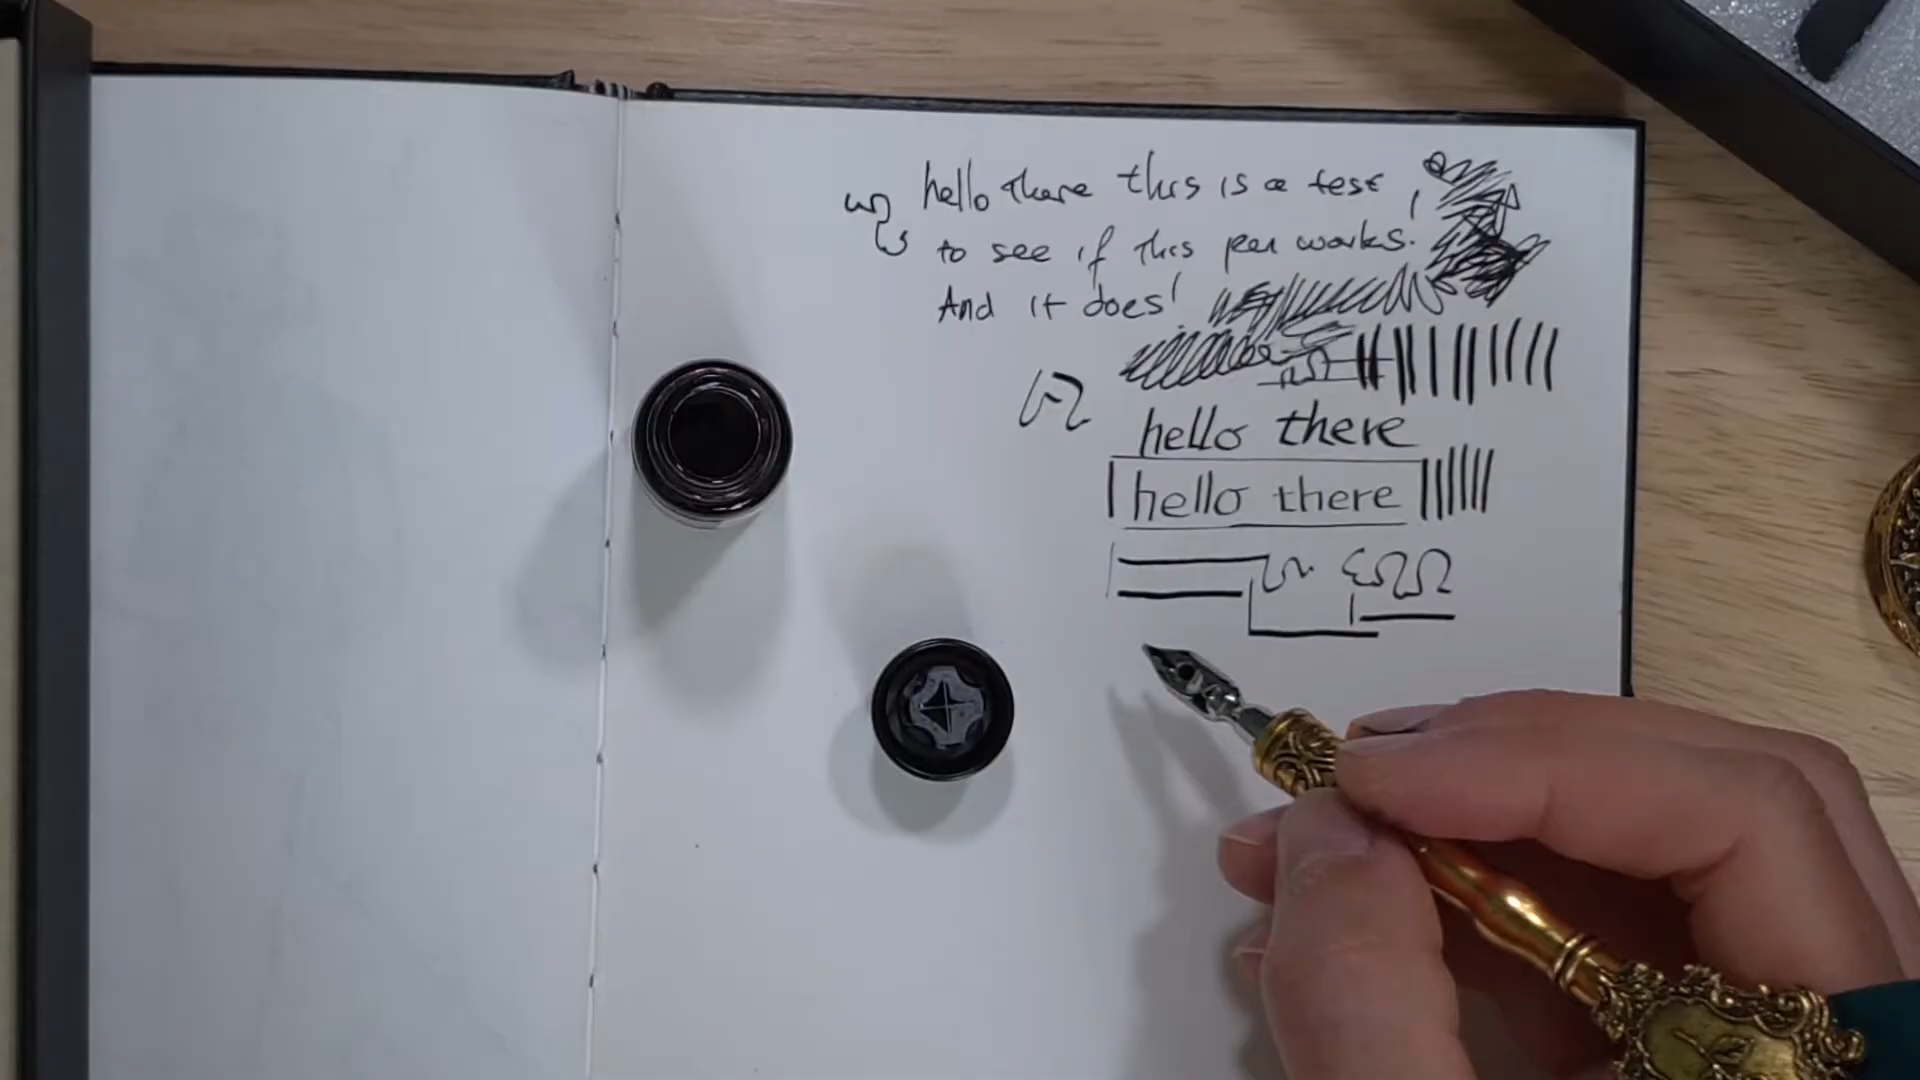 hello there this is a test
to see if this pen works!
And it does!
hello there
hello there